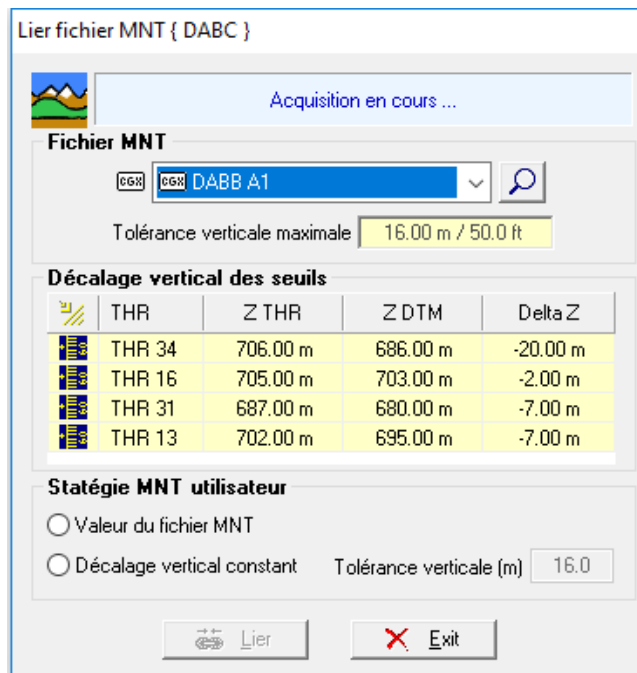 Lier fichier MNT { DABC }
Acquisition en cours ...
Fichier MNT
CGX CGX DABB A1
Tolérance verticale maximale 16.00 m / 50.0 ft
Décalage vertical des seuils
THR Z THR Z DTM Delta Z
THR 34 706.00 m 686.00 m -20.00 m
THR 16 705.00 m 703.00 m -2.00 m
THR 31 687.00 m 680.00 m -7.00 m
THR 13 702.00 m 695.00 m -7.00 m
Statégie MNT utilisateur
Valeur du fichier MNT
Décalage vertical constant Tolérance verticale (m) 16.0
Lier Exit